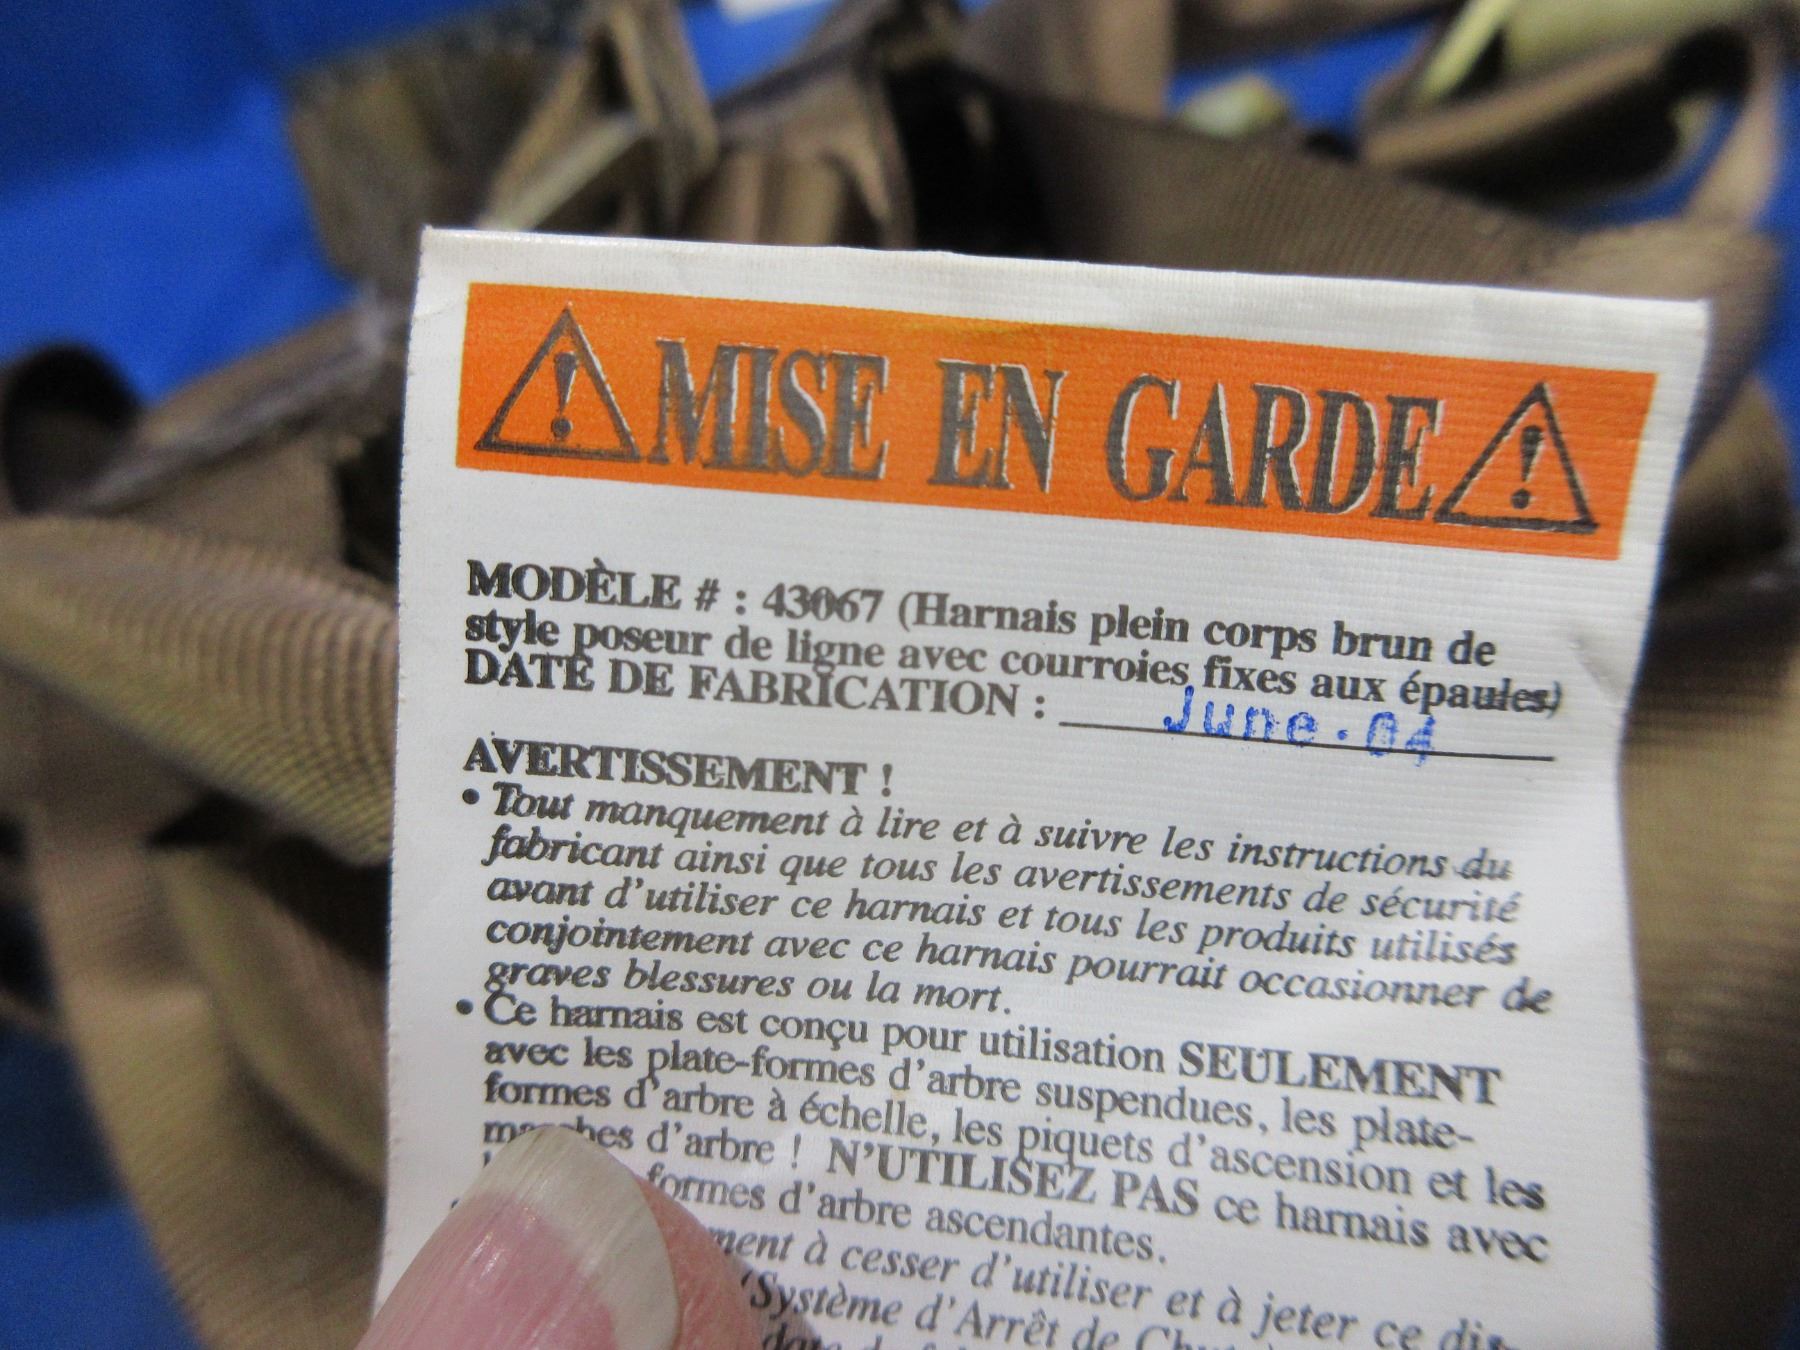 MISE EN GARDE
MODÈLE # : 43067 (Harnais plein corps brun de
style poseur de ligne avec courroies fixes aux épaules)
DATE DE FABRICATION : June. 04
AVERTISSEMENT !
• Tout manquement à lire et à suivre les instructions du
fabricant ainsi que tous les avertissements de sécurité
avant d'utiliser ce harnais et tous les produits utilisés
conjointement avec ce harnais pourrait occasionner de
graves blessures ou la mort.
• Ce harnais est conçu pour utilisation SEULEMENT
avec les plate-formes d'arbre suspendues, les plate-
formes d'arbre à échelle, les piquets d'ascension et les
marches d'arbre ! N'UTILISEZ PAS ce harnais avec
formes d'arbre ascendantes.
ment à cesser d'utiliser et à jeter ce dis-
(Système d'Arrêt de